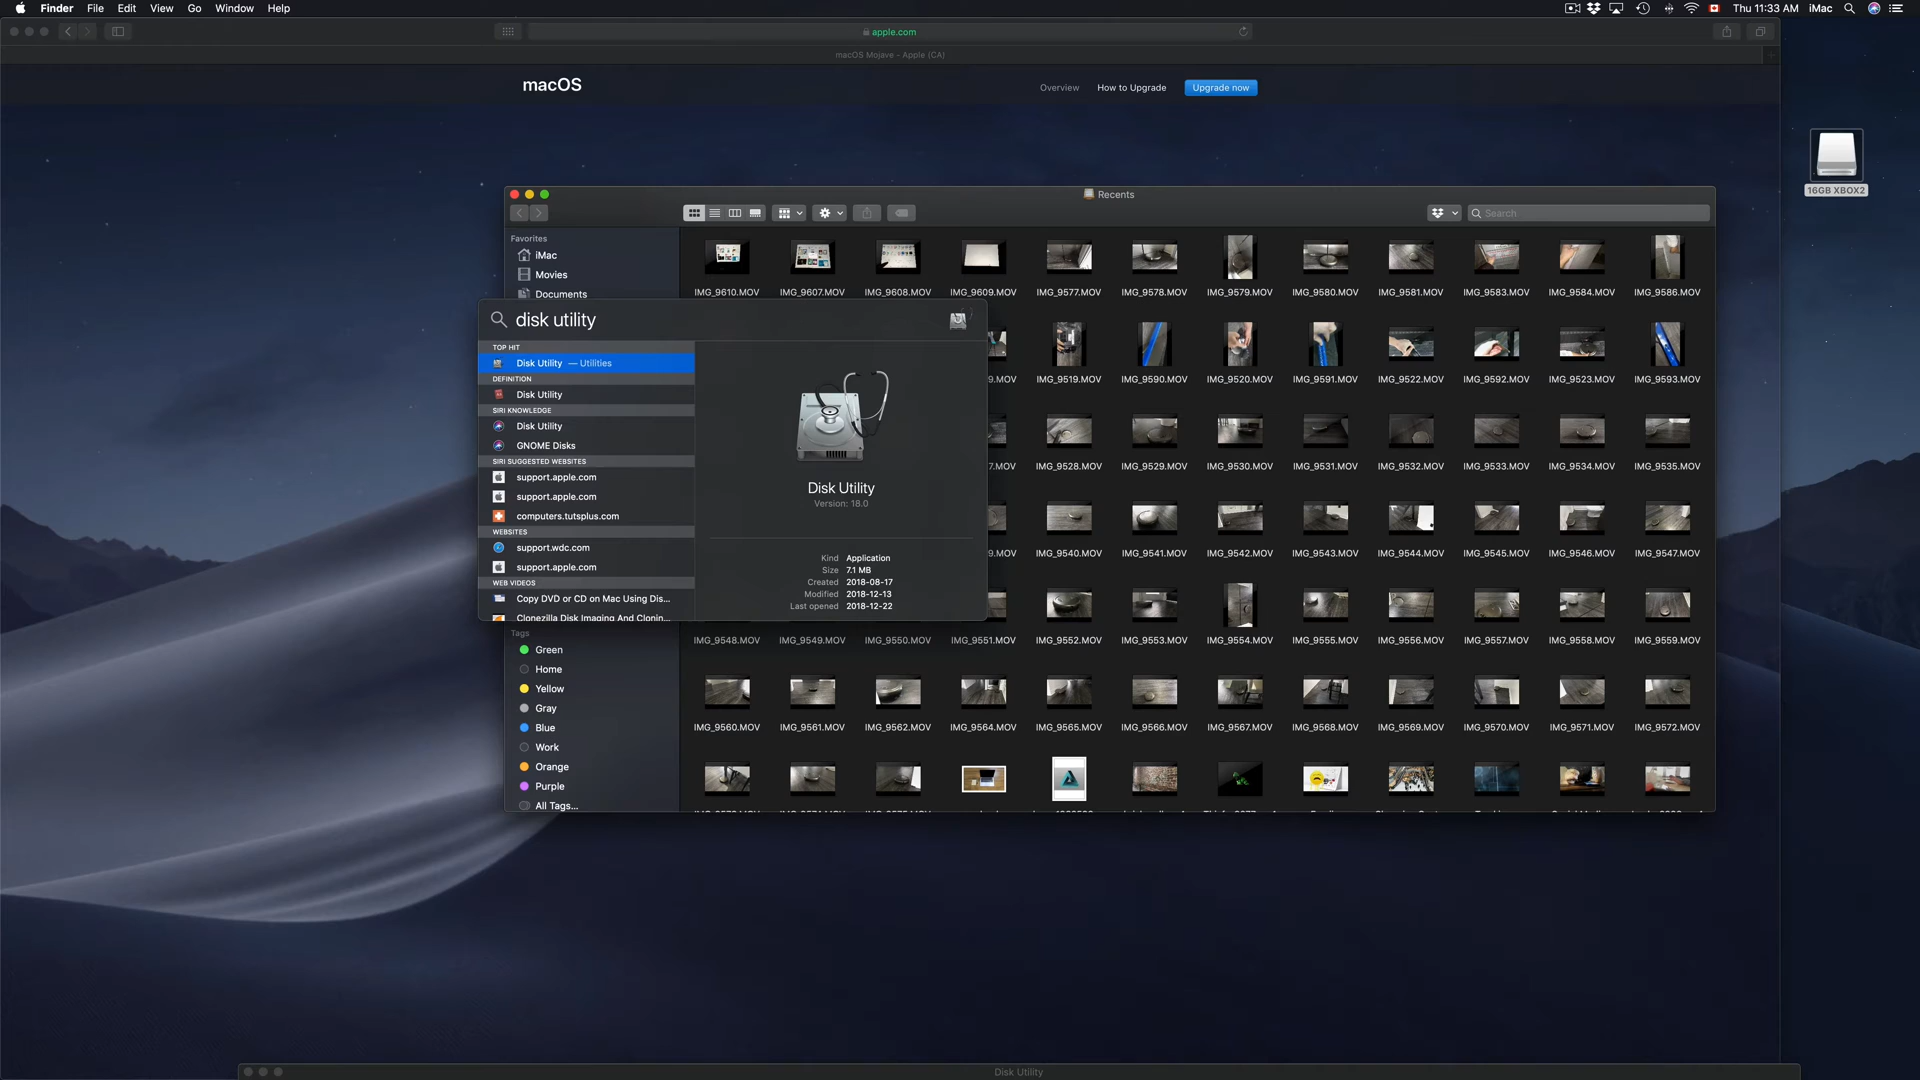 Finder File Edit View Go Window Help
Thu 11:33 AM iMac
apple.com
macOS Mojave - Apple (CA)
macOS
Overview How to Upgrade Upgrade now
16GB XBOX2
Recents
Search
Favorites
iMac
Movies
Documents
IMG_9610.MOV IMG_9607.MOV IMG_9608.MOV IMG_9609.MOV IMG_9577.MOV IMG_9578.MOV IMG_9579.MOV IMG_9580.MOV IMG_9581.MOV IMG_9583.MOV IMG_9584.MOV IMG_9586.MOV
disk utility
TOP HIT
Disk Utility — Utilities
DEFINITION
Disk Utility
SIRI KNOWLEDGE
Disk Utility
GNOME Disks
SIRI SUGGESTED WEBSITES
support.apple.com
support.apple.com
computers.tutsplus.com
WEBSITES
support.wdc.com
support.apple.com
WEB VIDEOS
Copy DVD or CD on Mac Using Dis...
Clonezilla Disk Imaging And Clonin...
Disk Utility
Version: 18.0
Kind Application
Size 7.1 MB
Created 2018-08-17
Modified 2018-12-13
Last opened 2018-12-22
9.MOV IMG_9519.MOV IMG_9590.MOV IMG_9520.MOV IMG_9591.MOV IMG_9522.MOV IMG_9592.MOV IMG_9523.MOV IMG_9593.MOV
7.MOV IMG_9528.MOV IMG_9529.MOV IMG_9530.MOV IMG_9531.MOV IMG_9532.MOV IMG_9533.MOV IMG_9534.MOV IMG_9535.MOV
9.MOV IMG_9540.MOV IMG_9541.MOV IMG_9542.MOV IMG_9543.MOV IMG_9544.MOV IMG_9545.MOV IMG_9546.MOV IMG_9547.MOV
IMG_9548.MOV IMG_9549.MOV IMG_9550.MOV IMG_9551.MOV IMG_9552.MOV IMG_9553.MOV IMG_9554.MOV IMG_9555.MOV IMG_9556.MOV IMG_9557.MOV IMG_9558.MOV IMG_9559.MOV
Tags
Green
Home
Yellow
Gray
Blue
Work
Orange
Purple
All Tags...
IMG_9560.MOV IMG_9561.MOV IMG_9562.MOV IMG_9564.MOV IMG_9565.MOV IMG_9566.MOV IMG_9567.MOV IMG_9568.MOV IMG_9569.MOV IMG_9570.MOV IMG_9571.MOV IMG_9572.MOV
Disk Utility